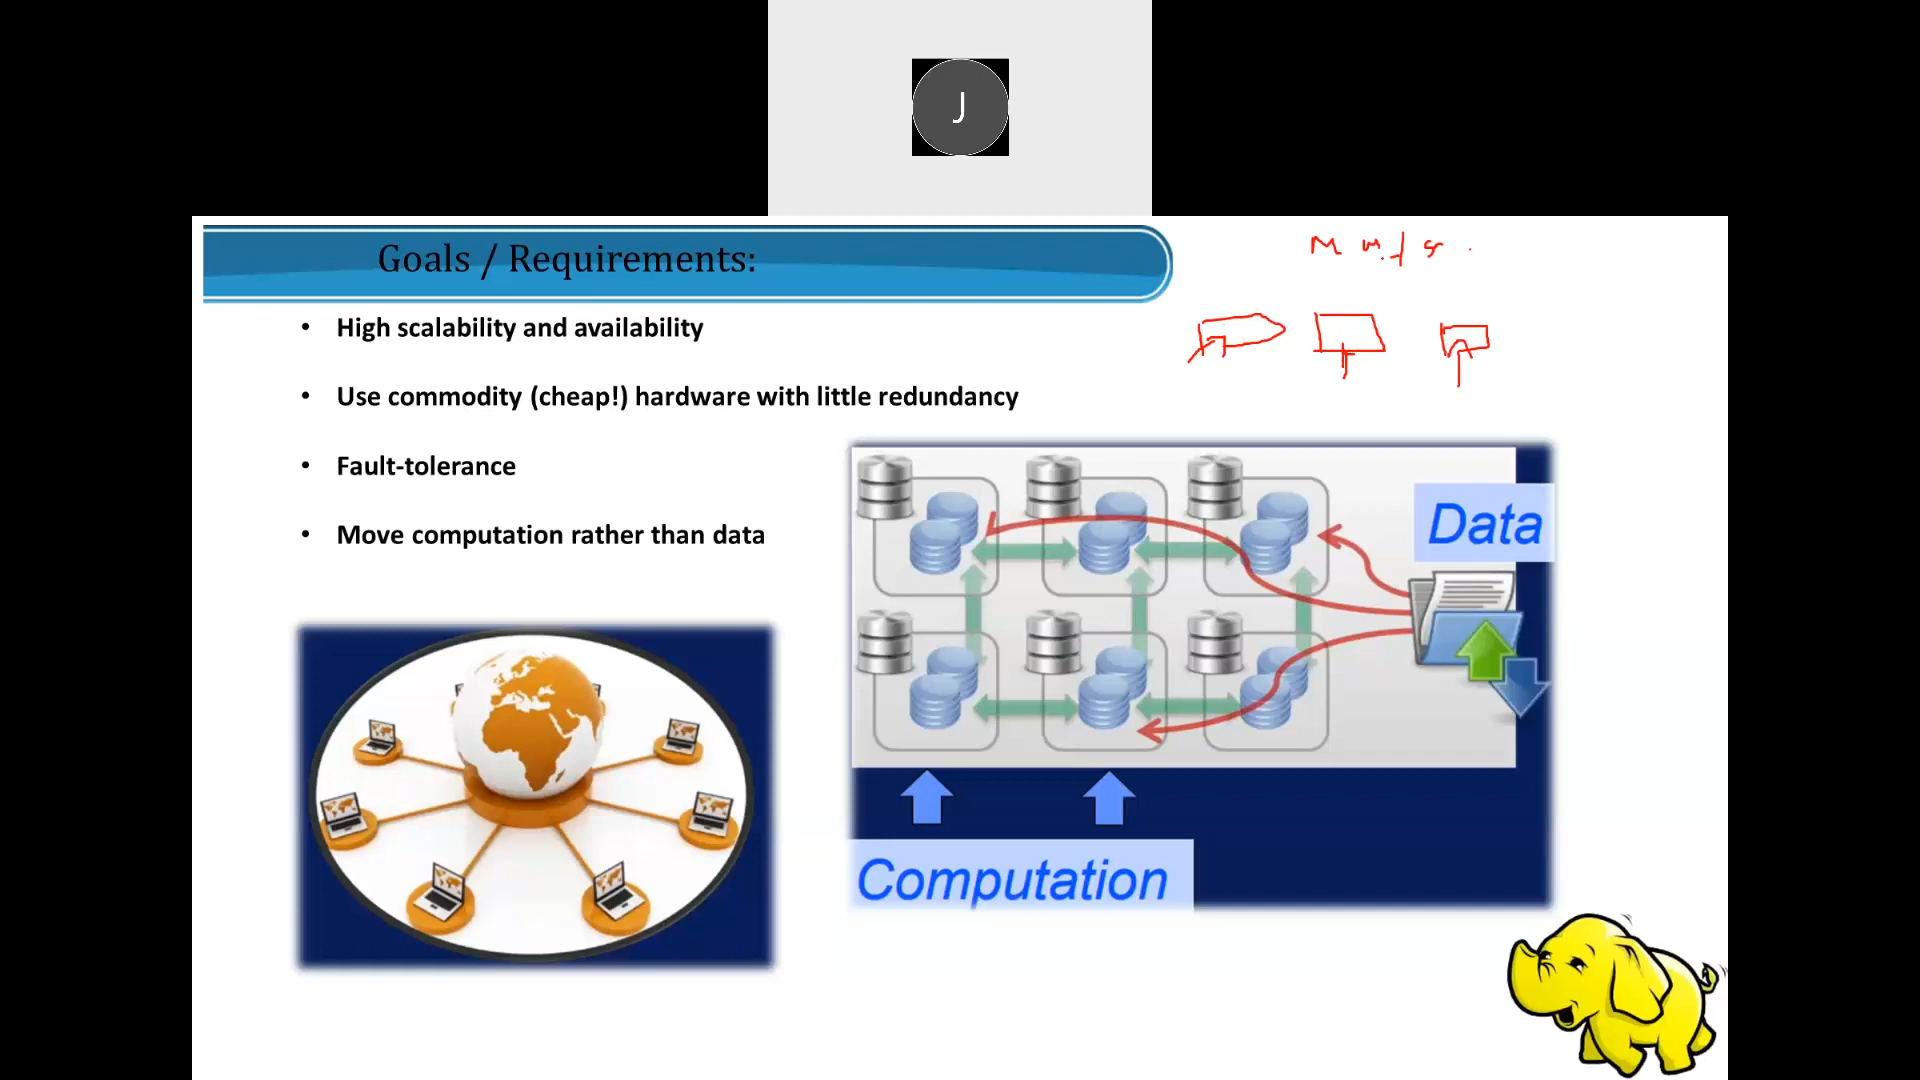 J
Goals / Requirements:
• High scalability and availability
• Use commodity (cheap!) hardware with little redundancy
• Fault-tolerance
• Move computation rather than data
Data
Computation